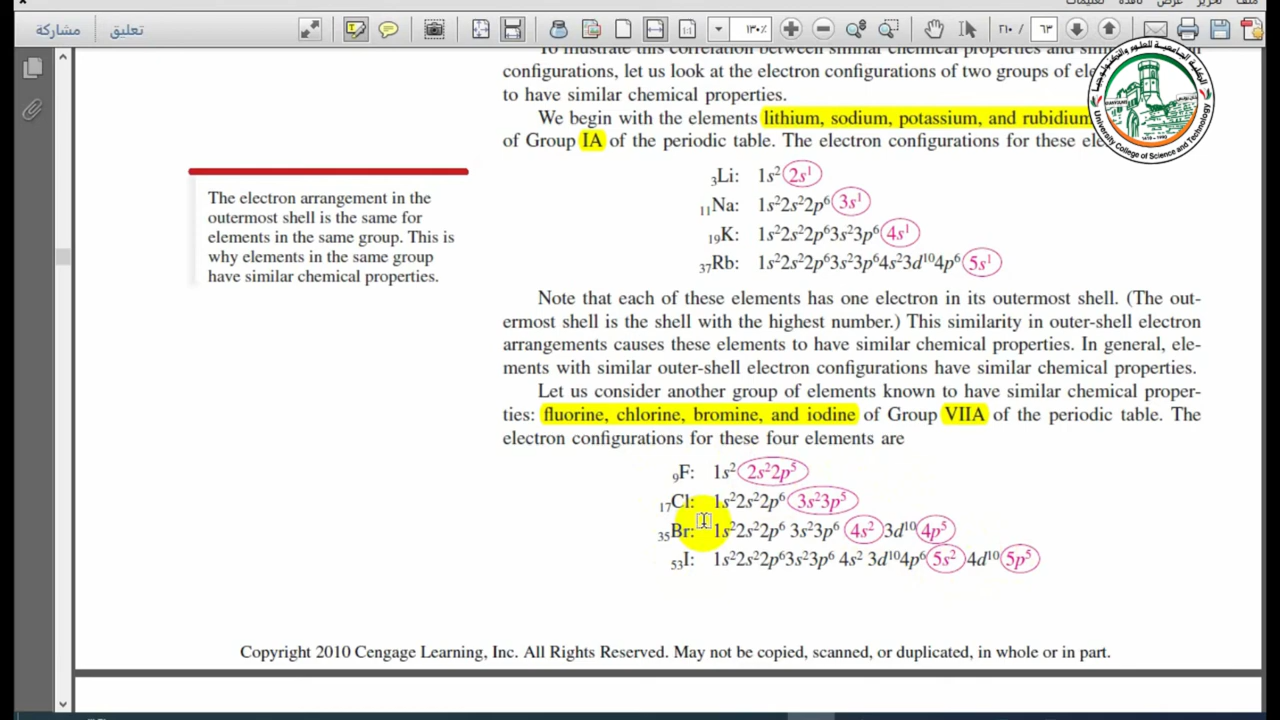 مشاركة
تعليق
١٣٠٪
٦٣
٢١٠
To illustrate this correlation between similar chemical properties and
configurations, let us look at the electron configurations of two groups of
to have similar chemical properties.
We begin with the elements lithium, sodium, potassium, and rubidium
of Group IA of the periodic table. The electron configurations for these
₃Li: 1s² 2s¹
₁₁Na: 1s²2s²2p⁶ 3s¹
₁₉K: 1s²2s²2p⁶3s²3p⁶ 4s¹
₃₇Rb: 1s²2s²2p⁶3s²3p⁶4s²3d¹⁰4p⁶ 5s¹
The electron arrangement in the
outermost shell is the same for
elements in the same group. This is
why elements in the same group
have similar chemical properties.
Note that each of these elements has one electron in its outermost shell. (The out-
ermost shell is the shell with the highest number.) This similarity in outer-shell electron
arrangements causes these elements to have similar chemical properties. In general, ele-
ments with similar outer-shell electron configurations have similar chemical properties.
Let us consider another group of elements known to have similar chemical proper-
ties: fluorine, chlorine, bromine, and iodine of Group VIIA of the periodic table. The
electron configurations for these four elements are
₉F: 1s² 2s²2p⁵
₁₇Cl: 1s²2s²2p⁶ 3s²3p⁵
₃₅Br: 1s²2s²2p⁶ 3s²3p⁶ 4s² 3d¹⁰ 4p⁵
₅₃I: 1s²2s²2p⁶3s²3p⁶ 4s² 3d¹⁰4p⁶ 5s² 4d¹⁰ 5p⁵
Copyright 2010 Cengage Learning, Inc. All Rights Reserved. May not be copied, scanned, or duplicated, in whole or in part.
University College of Science and Technology